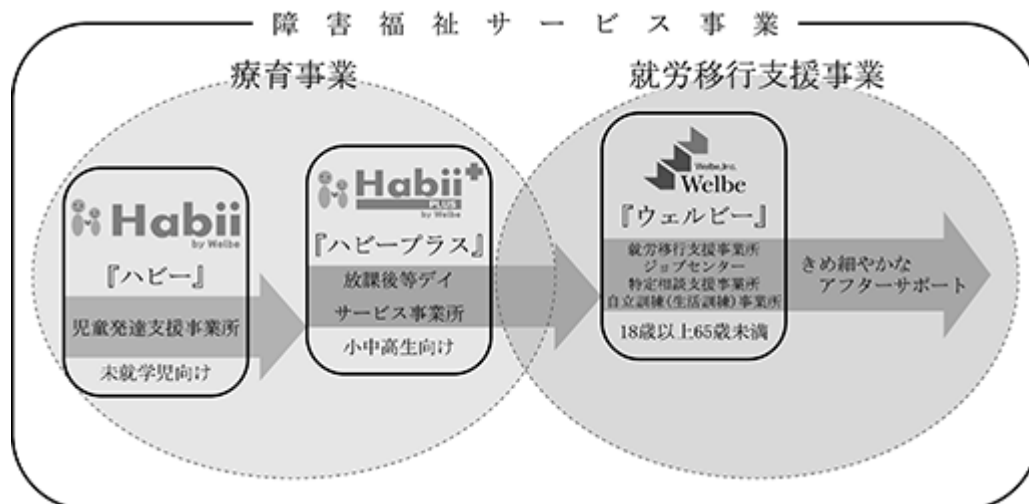 障害福祉サービス事業
療育事業
就労移行支援事業
Habii
by Welbe
『ハビー』
児童発達支援事業所
未就学児向け
Habii+
PLUS
by Welbe
『ハビープラス』
放課後等デイ
サービス事業所
小中高生向け
Welbe,Inc.
Welbe
『ウェルビー』
就労移行支援事業所
ジョブセンター
特定相談支援事業所
自立訓練(生活訓練)事業所
18歳以上65歳未満
きめ細やかな
アフターサポート